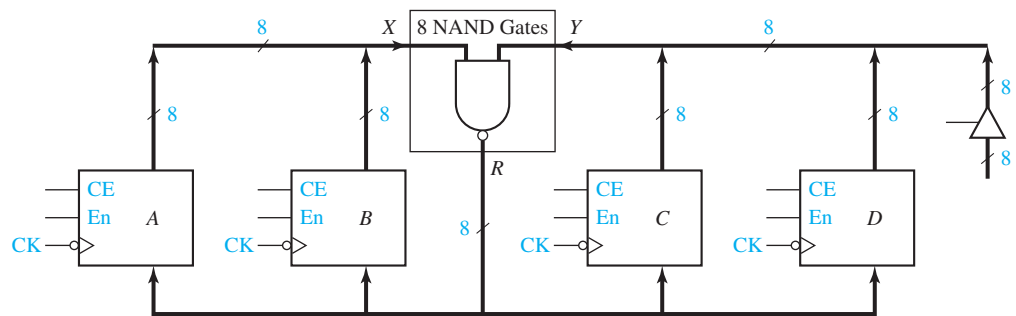 8 X 8 NAND Gates Y 8
8 8 8 8 8
R 8
CE CE CE CE
En A En B 8 En C En D
CK CK CK CK